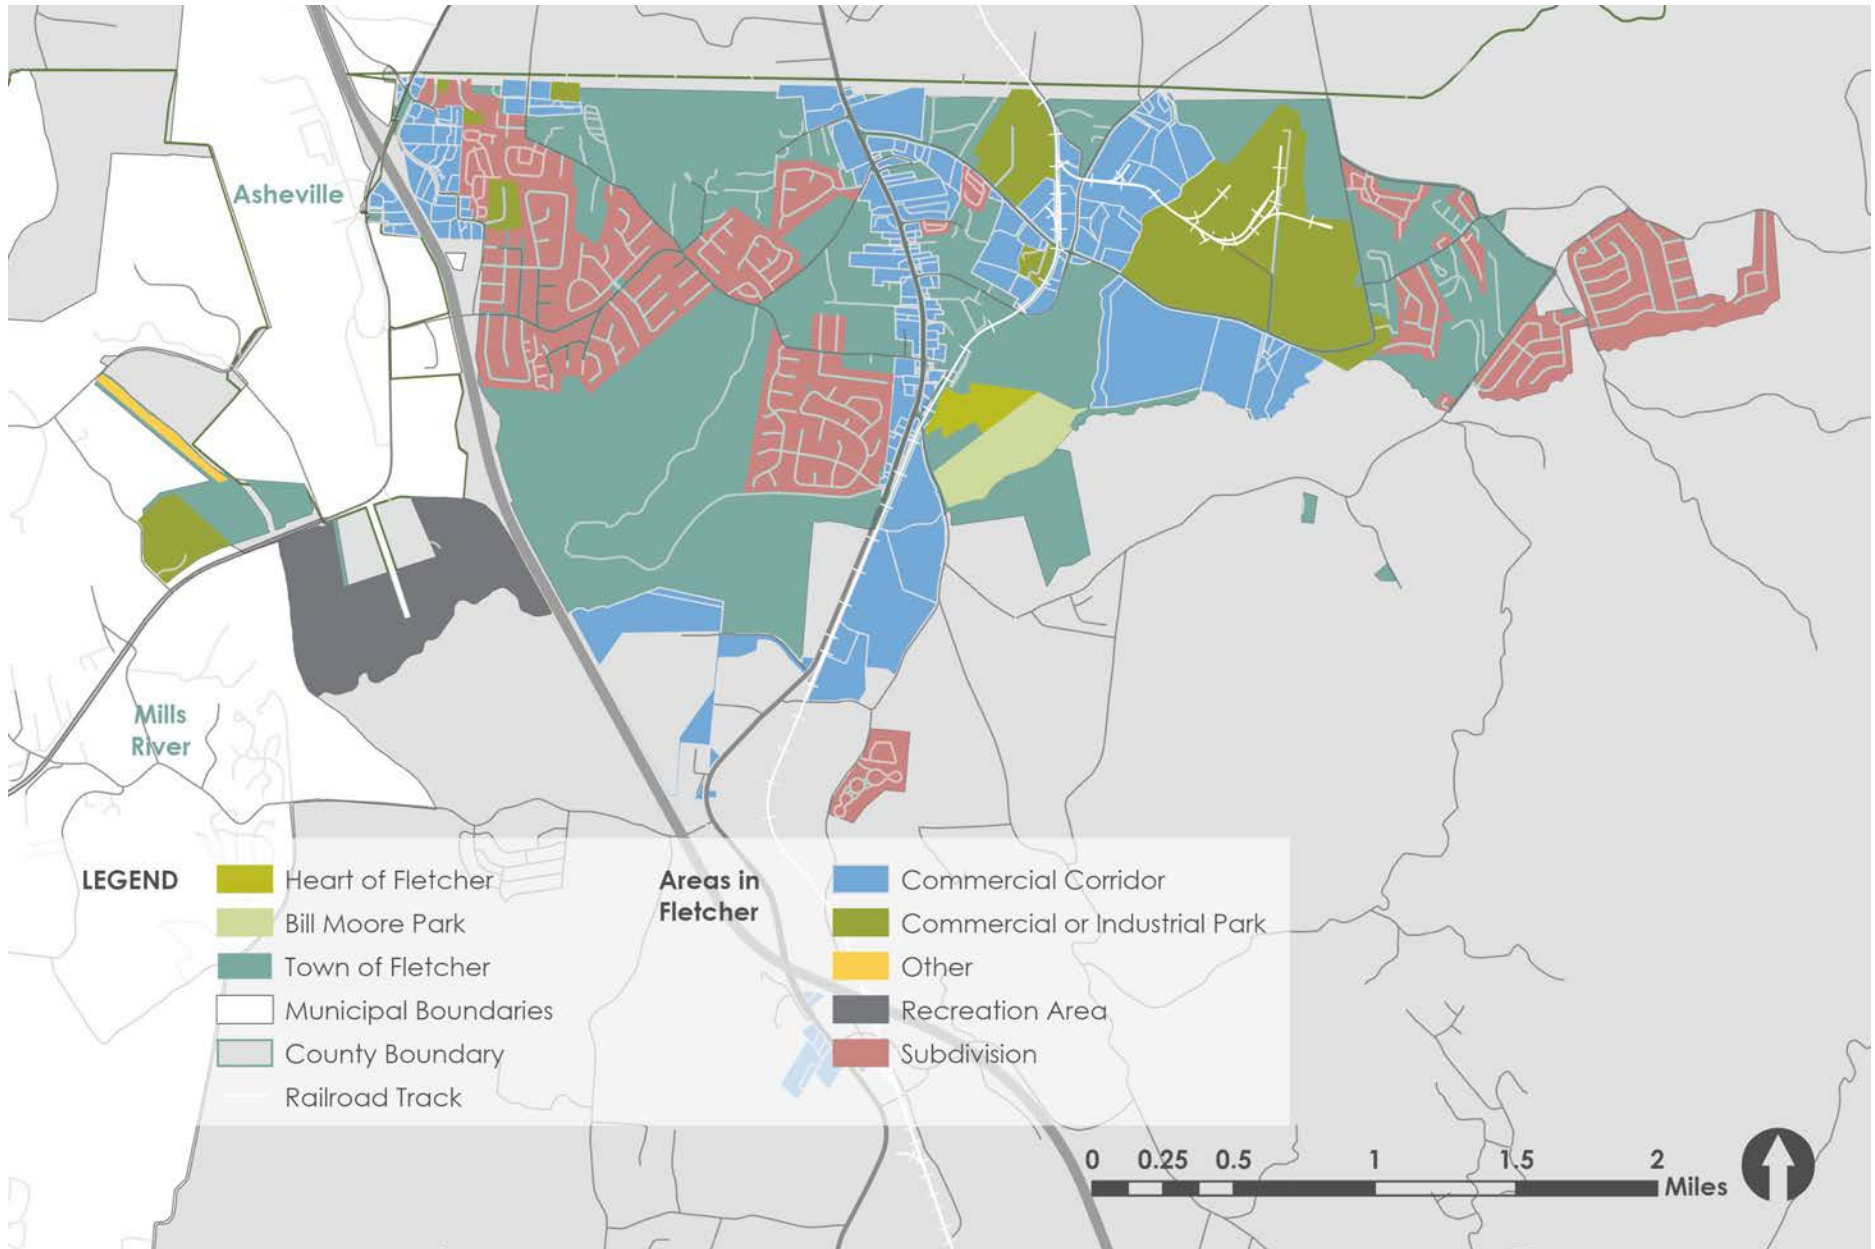 Asheville
Mills
River
LEGEND
Heart of Fletcher
Bill Moore Park
Town of Fletcher
Municipal Boundaries
County Boundary
Railroad Track
Areas in
Fletcher
Commercial Corridor
Commercial or Industrial Park
Other
Recreation Area
Subdivision
0 0.25 0.5 1 1.5 2
Miles